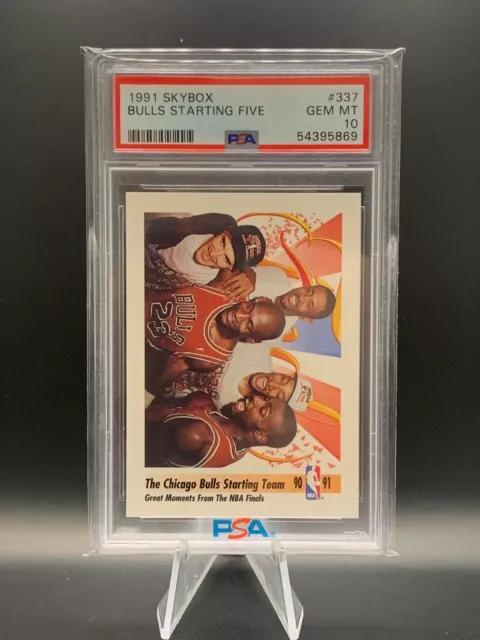 1991 SKYBOX #337
BULLS STARTING FIVE GEM MT
10
PSA 54395869
BULLS
23
The Chicago Bulls Starting Team 90 NBA 91
Great Moments From The NBA Finals
PSA